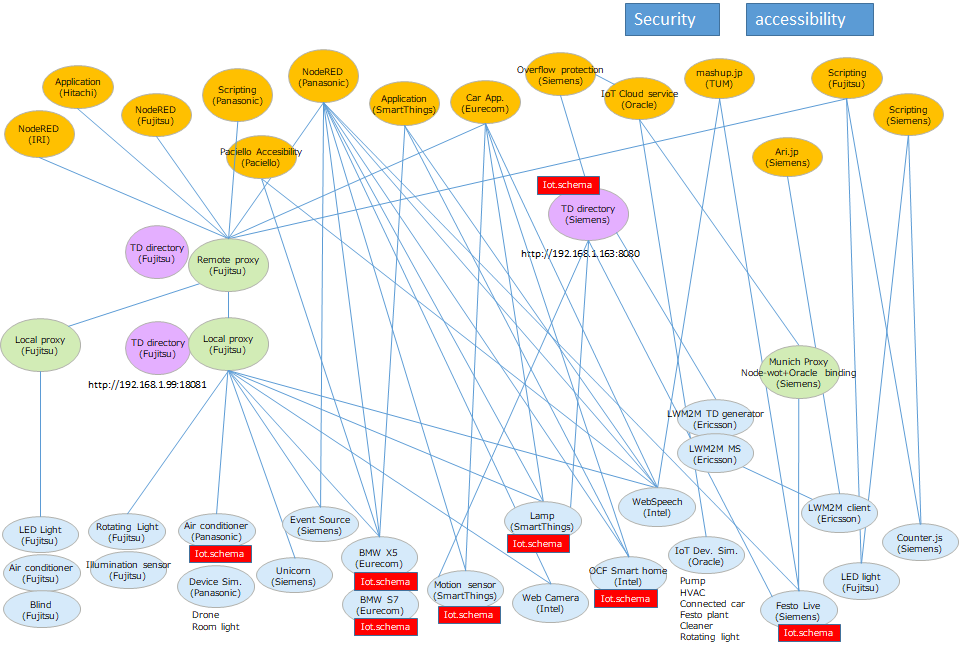 Security
accessibility
Application
(Hitachi)
NodeRED
(IRI)
NodeRED
(Fujitsu)
Scripting
(Panasonic)
NodeRED
(Panasonic)
Paciello Accesibility
(Paciello)
Application
(SmartThings)
Car App.
(Eurecom)
Overflow protection
(Siemens)
IoT Cloud service
(Oracle)
mashup.jp
(TUM)
Scripting
(Fujitsu)
Scripting
(Siemens)
Ari.jp
(Siemens)
Iot.schema
TD directory
(Siemens)
http://192.168.1.163:8080
TD directory
(Fujitsu)
Remote proxy
(Fujitsu)
Local proxy
(Fujitsu)
TD directory
(Fujitsu)
Local proxy
(Fujitsu)
http://192.168.1.99:18081
Munich Proxy
Node-wot+Oracle binding
(Siemens)
LWM2M TD generator
(Ericsson)
LWM2M MS
(Ericsson)
LED Light
(Fujitsu)
Air conditioner
(Fujitsu)
Blind
(Fujitsu)
Rotating Light
(Fujitsu)
Illumination sensor
(Fujitsu)
Air conditioner
(Panasonic)
Iot.schema
Device Sim.
(Panasonic)
Drone
Room light
Event Source
(Siemens)
Unicorn
(Siemens)
BMW X5
(Eurecom)
Iot.schema
BMW S7
(Eurecom)
Iot.schema
Motion sensor
(SmartThings)
Iot.schema
Lamp
(SmartThings)
Iot.schema
Web Camera
(Intel)
OCF Smart home
(Intel)
Iot.schema
WebSpeech
(Intel)
IoT Dev. Sim.
(Oracle)
Pump
HVAC
Connected car
Festo plant
Cleaner
Rotating light
LWM2M client
(Ericsson)
Counter.js
(Siemens)
LED light
(Fujitsu)
Festo Live
(Siemens)
Iot.schema